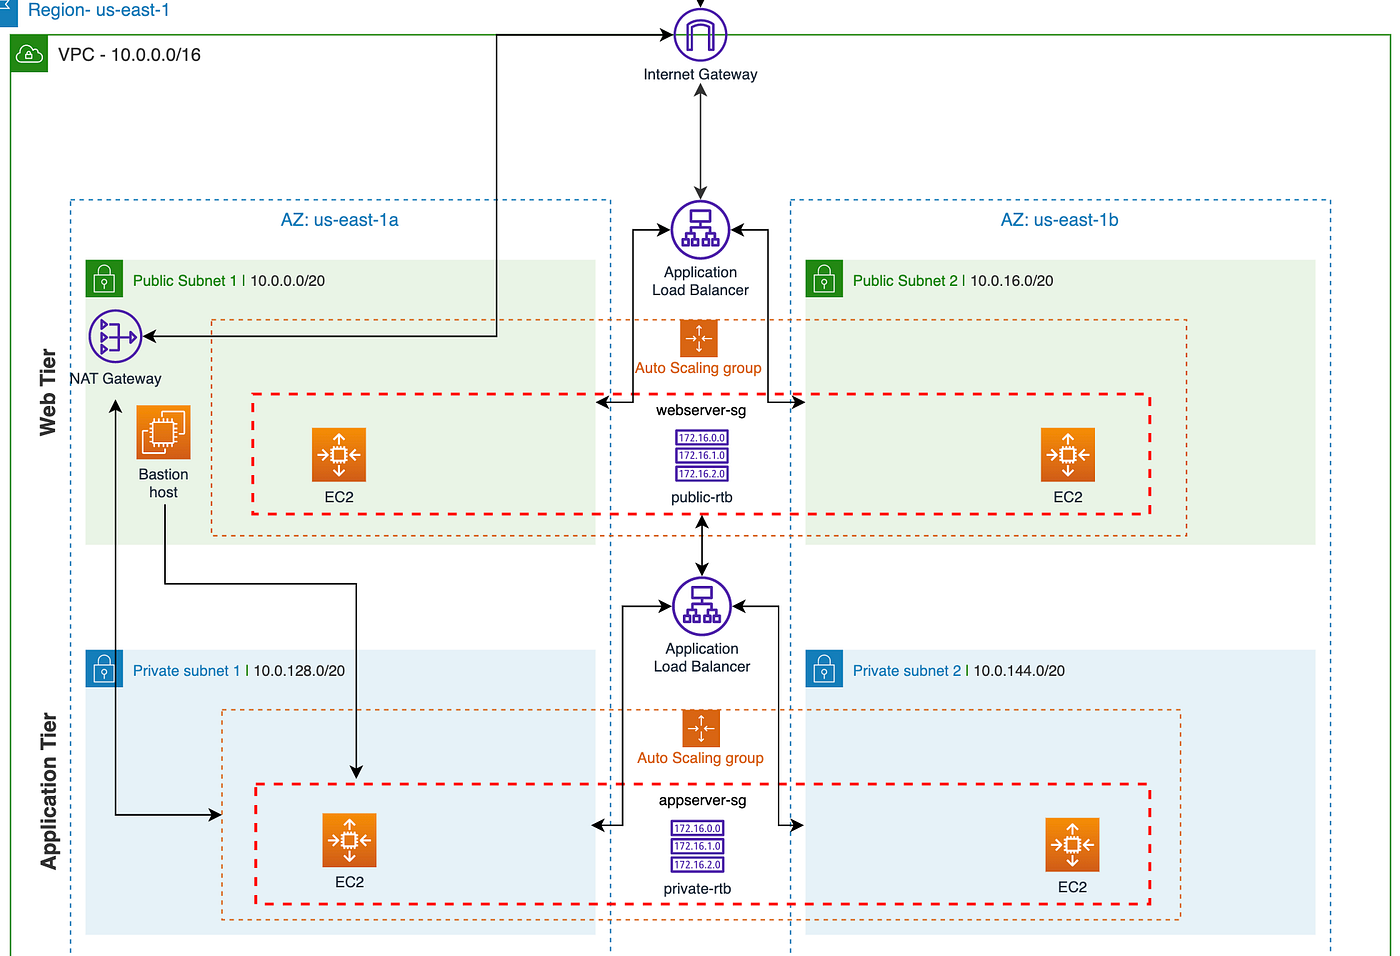 Region- us-east-1
VPC - 10.0.0.0/16
Internet Gateway
AZ: us-east-1a
AZ: us-east-1b
Application
Load Balancer
Public Subnet 1 | 10.0.0.0/20
Public Subnet 2 | 10.0.16.0/20
Web Tier
NAT Gateway
Auto Scaling group
Bastion
host
webserver-sg
172.16.0.0
172.16.1.0
172.16.2.0
EC2
public-rtb
EC2
Application
Load Balancer
Private subnet 1 | 10.0.128.0/20
Private subnet 2 | 10.0.144.0/20
Application Tier
Auto Scaling group
appserver-sg
172.16.0.0
172.16.1.0
172.16.2.0
EC2
private-rtb
EC2